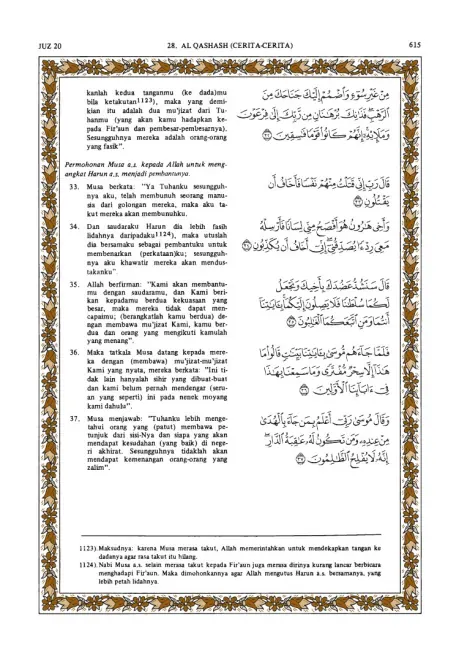 JUZ 20
28. AL QASHASH (CERITA-CERITA)
615
kanlah kedua tanganmu (ke dada)mu
bila ketakutan1123), maka yang demi-
kian itu adalah dua mu'jizat dari Tu-
hanmu (yang akan kamu hadapkan ke-
pada Fir'aun dan pembesar-pembesarnya).
Sesungguhnya mereka adalah orang-orang
yang fasik".
Permohonan Musa a.s. kepada Allah untuk meng-
angkat Harun a.s. menjadi pembantunya.
33. Musa berkata: "Ya Tuhanku sesungguh-
nya aku, telah membunuh seorang manu-
sia dari golongan mereka, maka aku ta-
kut mereka akan membunuhku.
34. Dan saudaraku Harun dia lebih fasih
lidahnya daripadaku1124), maka utuslah
dia bersamaku sebagai pembantuku untuk
membenarkan (perkataan)ku; sesungguh-
nya aku khawatir mereka akan mendus-
takanku".
35. Allah berfirman: "Kami akan membantu-
mu dengan saudaramu, dan Kami beri-
kan kepadamu berdua kekuasaan yang
besar, maka mereka tidak dapat men-
capaimu; (berangkatlah kamu berdua) de-
ngan membawa mu'jizat Kami, kamu ber-
dua dan orang yang mengikuti kamulah
yang menang".
36. Maka tatkala Musa datang kepada mere-
ka dengan (membawa) mu'jizat-mu'jizat
Kami yang nyata, mereka berkata: "Ini ti-
dak lain hanyalah sihir yang dibuat-buat
dan kami belum pernah mendengar (seru-
an yang seperti) ini pada nenek moyang
kami dahulu".
37. Musa menjawab: "Tuhanku lebih menge-
tahui orang yang (patut) membawa pe-
tunjuk dari sisi-Nya dan siapa yang akan
mendapat kesudahan (yang baik) di nege-
ri akhirat. Sesungguhnya tidaklah akan
mendapat kemenangan orang-orang yang
zalim".
مِنْ غَيْرِ سُوٓءٍ وَٱضْمُمْ إِلَيْكَ جَنَاحَكَ مِنَ
ٱلرَّهْبِ فَذَٰنِكَ بُرْهَٰنَانِ مِن رَّبِّكَ إِلَىٰ فِرْعَوْنَ
وَمَلَإِيْهِۦٓ إِنَّهُمْ كَانُوا۟ قَوْمًا فَٰسِقِينَ ٣٢
قَالَ رَبِّ إِنِّى قَتَلْتُ مِنْهُمْ نَفْسًا فَأَخَافُ أَن
يَقْتُلُونِ ٣٣
وَأَخِى هَٰرُونُ هُوَ أَفْصَحُ مِنِّى لِسَانًا فَأَرْسِلْهُ
مَعِىَ رِدْءًا يُصَدِّقُنِىٓ إِنِّىٓ أَخَافُ أَن يُكَذِّبُونِ ٣٤
قَالَ سَنَشُدُّ عَضُدَكَ بِأَخِيكَ وَنَجْعَلُ
لَكُمَا سُلْطَٰنًا فَلَا يَصِلُونَ إِلَيْكُمَا بِـَٔايَٰتِنَآ
أَنتُمَا وَمَنِ ٱتَّبَعَكُمَا ٱلْغَٰلِبُونَ ٣٥
فَلَمَّا جَآءَهُم مُّوسَىٰ بِـَٔايَٰتِنَا بَيِّنَٰتٍ قَالُوا۟ مَا
هَٰذَآ إِلَّا سِحْرٌ مُّفْتَرًى وَمَا سَمِعْنَا بِهَٰذَا
فِىٓ ءَابَآئِنَا ٱلْأَوَّلِينَ ٣٦
وَقَالَ مُوسَىٰ رَبِّىٓ أَعْلَمُ بِمَن جَآءَ بِٱلْهُدَىٰ
مِنْ عِندِهِۦ وَمَن تَكُونُ لَهُۥ عَٰقِبَةُ ٱلدَّارِ
إِنَّهُۥ لَا يُفْلِحُ ٱلظَّٰلِمُونَ ٣٧
1123). Maksudnya: karena Musa merasa takut, Allah memerintahkan untuk mendekapkan tangan ke
dadanya agar rasa takut itu hilang.
1124). Nabi Musa a.s. selain merasa takut kepada Fir'aun juga merasa dirinya kurang lancar berbicara
menghadapi Fir'aun. Maka dimohonkannya agar Allah mengutus Harun a.s. bersamanya, yang
lebih petah lidahnya.